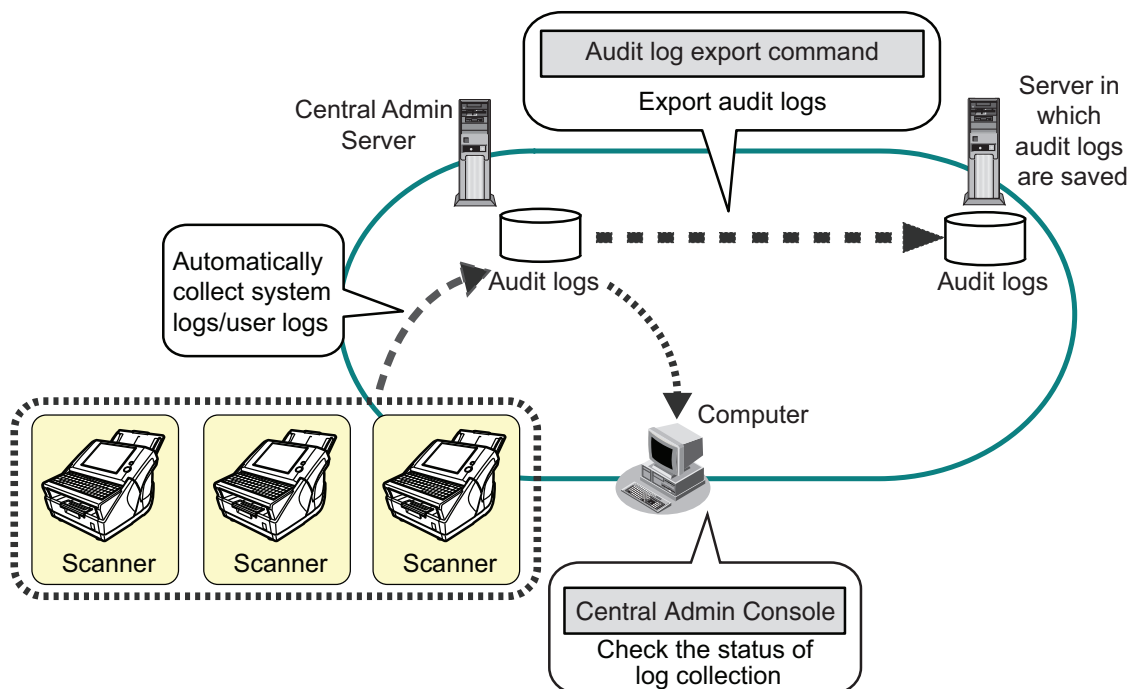 Audit log export command
Export audit logs
Central Admin
Server
Server in
which
audit logs
are saved
Automatically
collect system
logs/user logs
Audit logs
Audit logs
Computer
Scanner
Scanner
Scanner
Central Admin Console
Check the status of
log collection